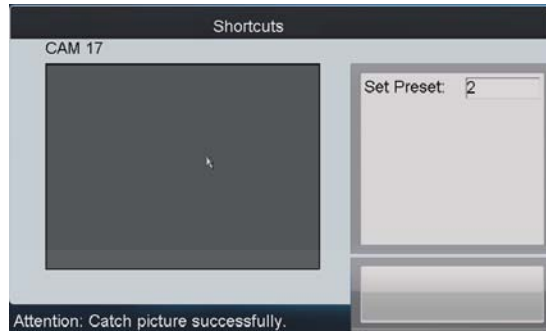 Shortcuts
CAM 17
Set Preset: 2
Attention: Catch picture successfully.